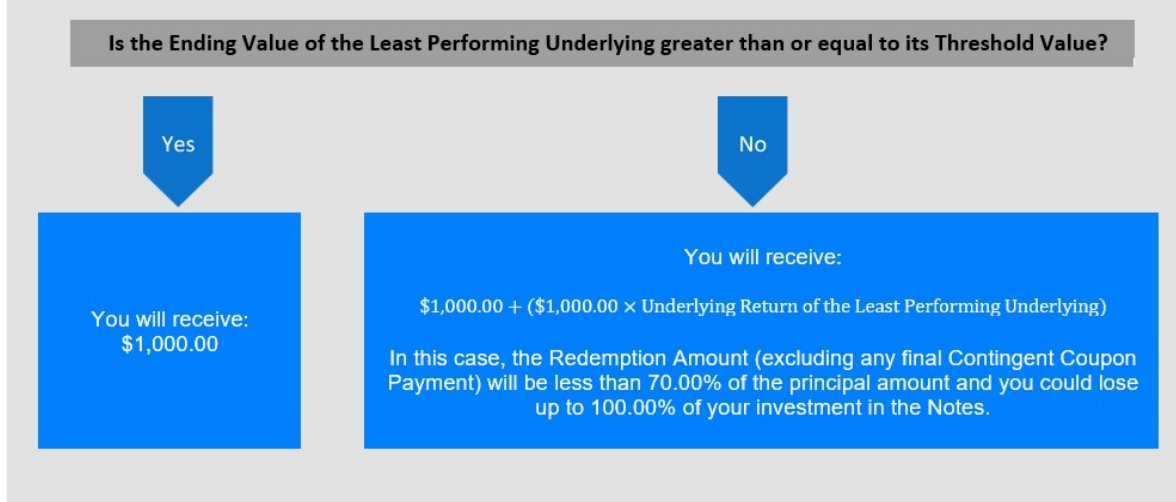 Is the Ending Value of the Least Performing Underlying greater than or equal to its Threshold Value?
Yes
No
You will receive:
$1,000.00
You will receive:
$1,000.00 + ($1,000.00 × Underlying Return of the Least Performing Underlying)
In this case, the Redemption Amount (excluding any final Contingent Coupon
Payment) will be less than 70.00% of the principal amount and you could lose
up to 100.00% of your investment in the Notes.